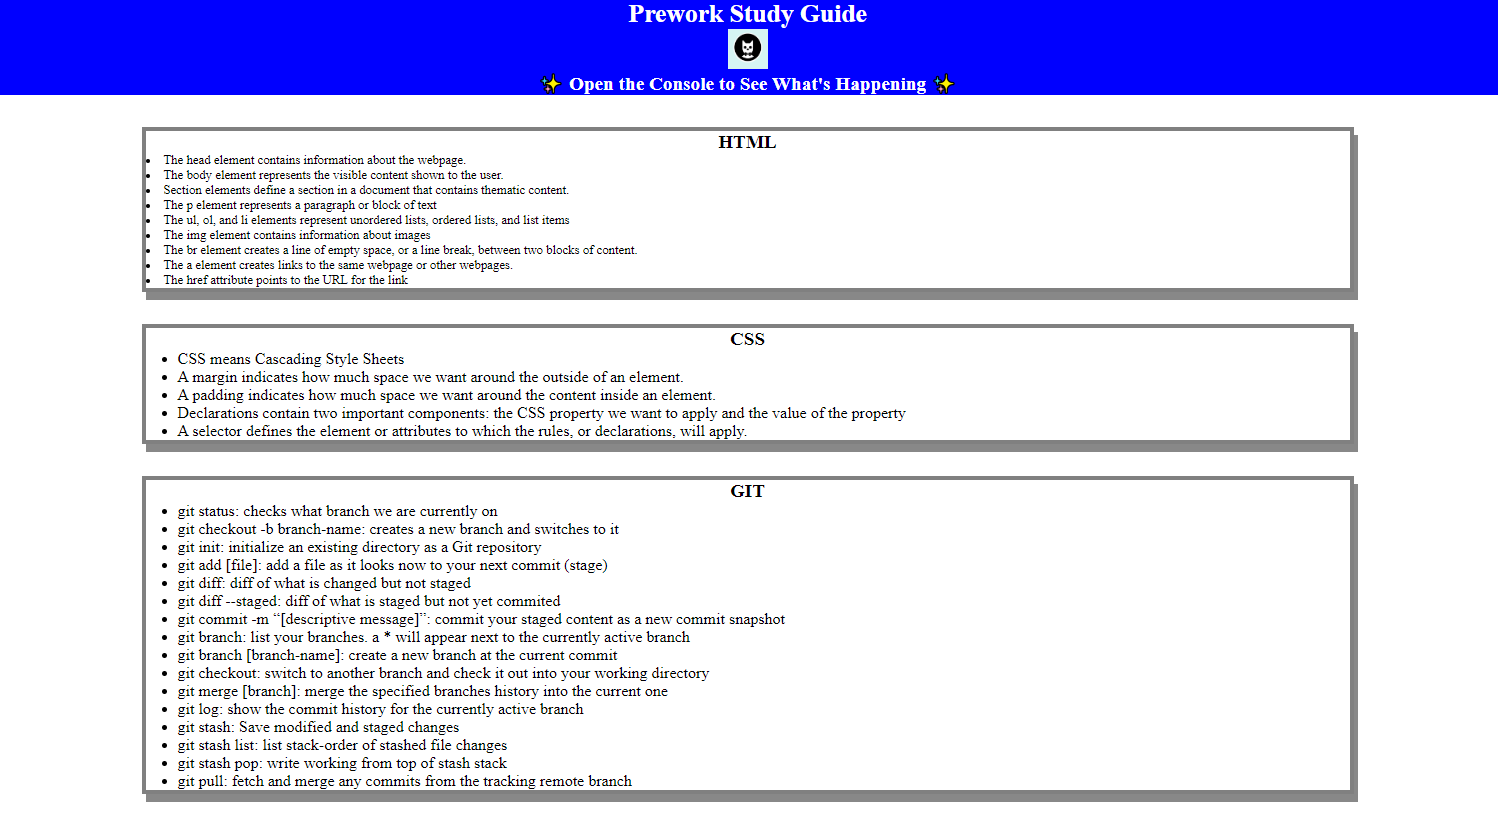 Prework Study Guide
✨ Open the Console to See What's Happening ✨
HTML
• The head element contains information about the webpage.
• The body element represents the visible content shown to the user.
• Section elements define a section in a document that contains thematic content.
• The p element represents a paragraph or block of text
• The ul, ol, and li elements represent unordered lists, ordered lists, and list items
• The img element contains information about images
• The br element creates a line of empty space, or a line break, between two blocks of content.
• The a element creates links to the same webpage or other webpages.
• The href attribute points to the URL for the link
CSS
• CSS means Cascading Style Sheets
• A margin indicates how much space we want around the outside of an element.
• A padding indicates how much space we want around the content inside an element.
• Declarations contain two important components: the CSS property we want to apply and the value of the property
• A selector defines the element or attributes to which the rules, or declarations, will apply.
GIT
• git status: checks what branch we are currently on
• git checkout -b branch-name: creates a new branch and switches to it
• git init: initialize an existing directory as a Git repository
• git add [file]: add a file as it looks now to your next commit (stage)
• git diff: diff of what is changed but not staged
• git diff --staged: diff of what is staged but not yet commited
• git commit -m “[descriptive message]”: commit your staged content as a new commit snapshot
• git branch: list your branches. a * will appear next to the currently active branch
• git branch [branch-name]: create a new branch at the current commit
• git checkout: switch to another branch and check it out into your working directory
• git merge [branch]: merge the specified branches history into the current one
• git log: show the commit history for the currently active branch
• git stash: Save modified and staged changes
• git stash list: list stack-order of stashed file changes
• git stash pop: write working from top of stash stack
• git pull: fetch and merge any commits from the tracking remote branch